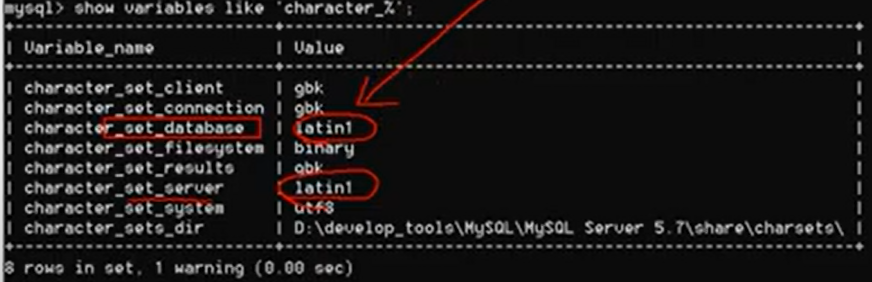 mysql> show variables like 'character_%';
| Variable_name | Value |
| character_set_client | gbk |
| character_set_connection | gbk |
| character_set_database | latin1 |
| character_set_filesystem | binary |
| character_set_results | gbk |
| character_set_server | latin1 |
| character_set_system | utf8 |
| character_sets_dir | D:\develop_tools\MySQL\MySQL Server 5.7\share\charsets\ |
8 rows in set, 1 warning (0.00 sec)